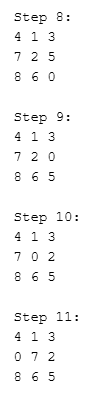 Step 8:
4 1 3
7 2 5
8 6 0
Step 9:
4 1 3
7 2 0
8 6 5
Step 10:
4 1 3
7 0 2
8 6 5
Step 11:
4 1 3
0 7 2
8 6 5